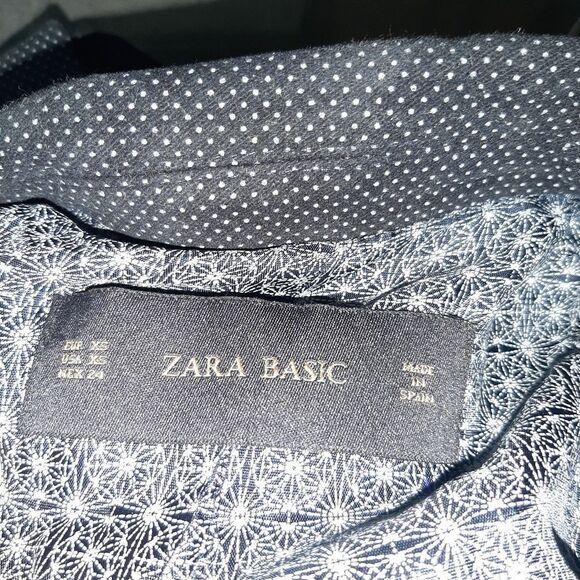 EUR XS
USA XS
MEX 24
ZARA BASIC
MADE
IN
SPAIN